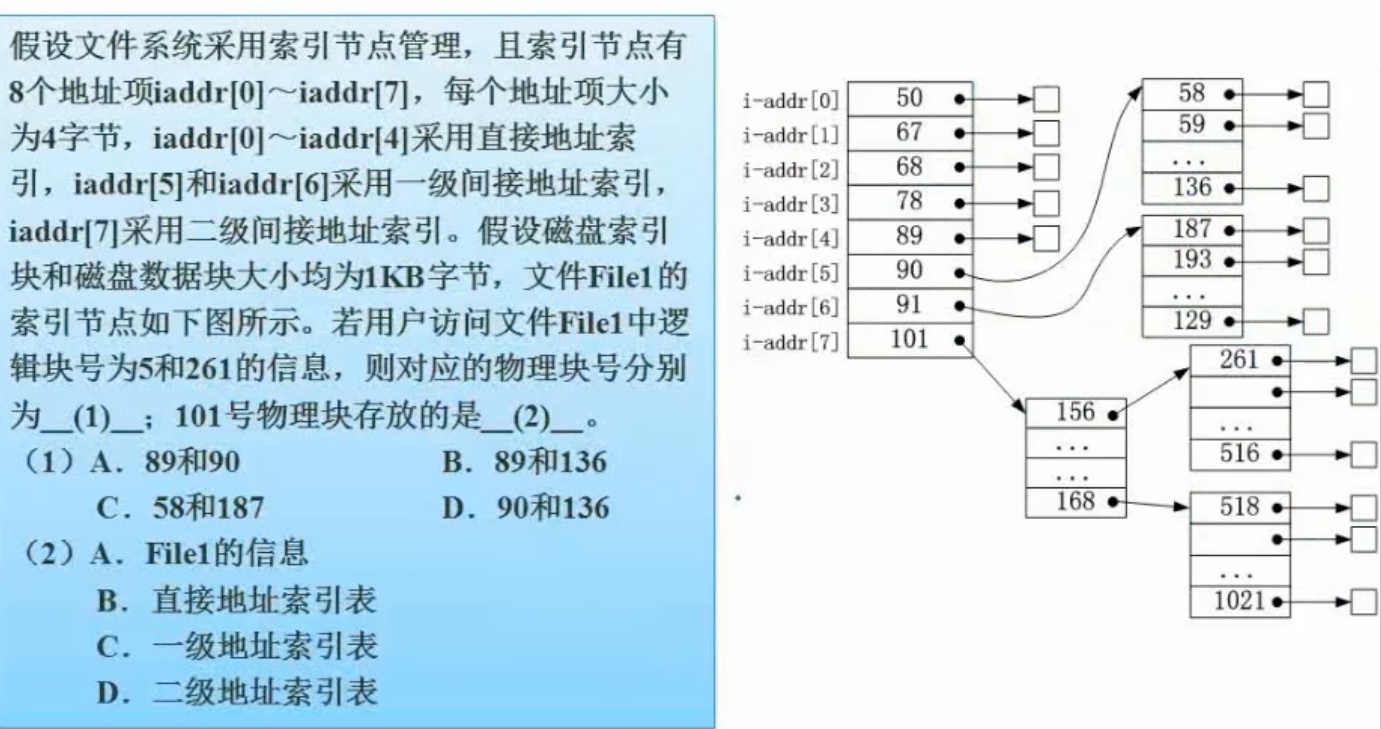 假设文件系统采用索引节点管理，且索引节点有
8个地址项iaddr[0]～iaddr[7]，每个地址项大小
为4字节，iaddr[0]～iaddr[4]采用直接地址索
引，iaddr[5]和iaddr[6]采用一级间接地址索引，
iaddr[7]采用二级间接地址索引。假设磁盘索引
块和磁盘数据块大小均为1KB字节，文件File1的
索引节点如下图所示。若用户访问文件File1中逻
辑块号为5和261的信息，则对应的物理块号分别
为__(1)__；101号物理块存放的是__(2)__。
（1）A．89和90 B．89和136
C．58和187 D．90和136
（2）A．File1的信息
B．直接地址索引表
C．一级地址索引表
D．二级地址索引表
i-addr[0] 50
i-addr[1] 67
i-addr[2] 68
i-addr[3] 78
i-addr[4] 89
i-addr[5] 90
i-addr[6] 91
i-addr[7] 101
58
59
...
136
187
193
...
129
156
...
...
168
261
...
516
518
...
1021